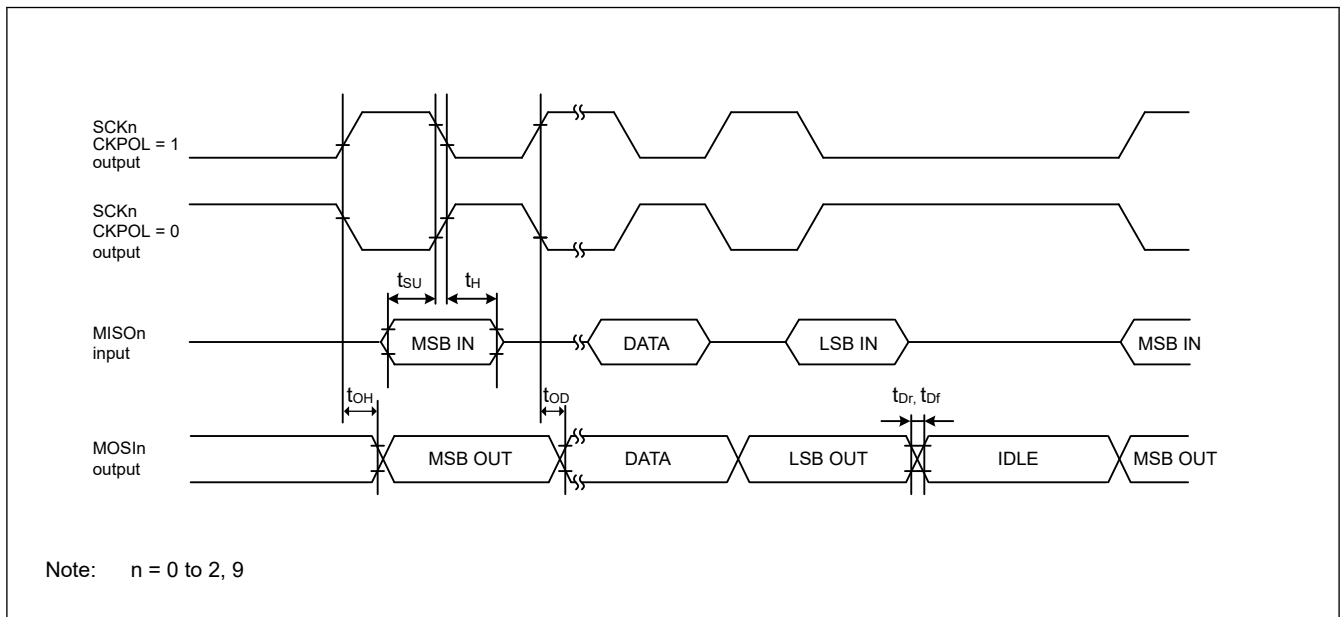 SCKn
CKPOL = 1
output
SCKn
CKPOL = 0
output
tSU
tH
MISOn
input
MSB IN
DATA
LSB IN
MSB IN
tOH
tOD
tDr, tDf
MOSIn
output
MSB OUT
DATA
LSB OUT
IDLE
MSB OUT
Note: n = 0 to 2, 9